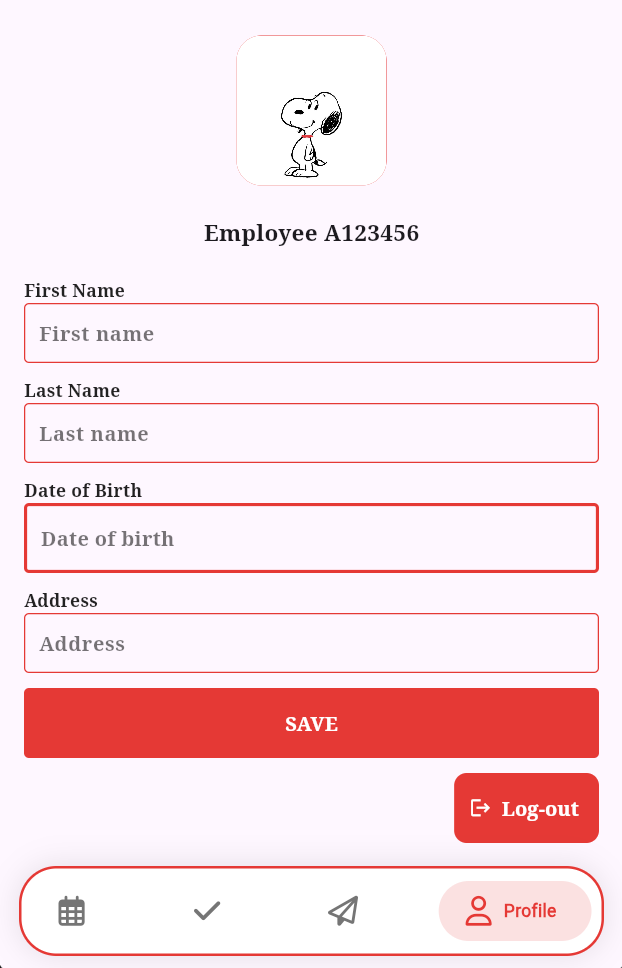 Employee A123456
First Name
First name
Last Name
Last name
Date of Birth
Date of birth
Address
Address
SAVE
Log-out
Profile